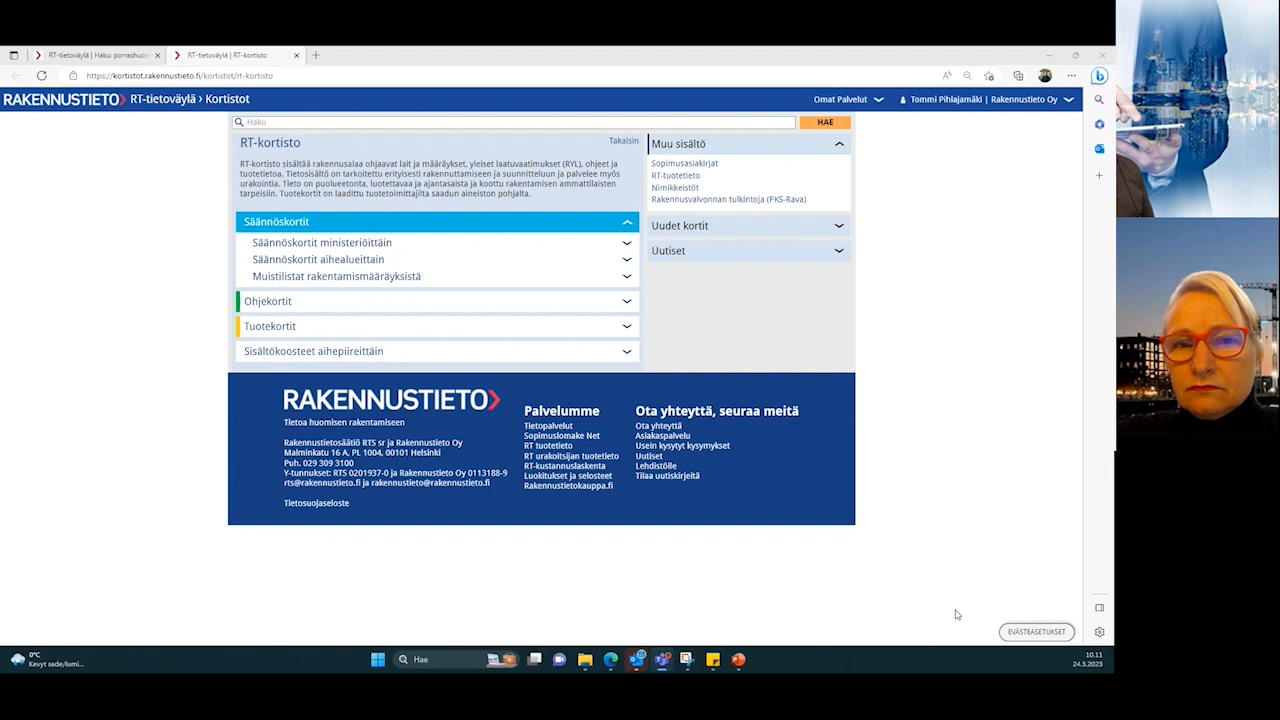 RT-tietoväylä | Haku: porrashuon
RT-tietoväylä | RT-kortisto
https://kortistot.rakennustieto.fi/kortistot/rt-kortisto
RAKENNUSTIETO RT-tietoväylä › Kortistot
Omat Palvelut
Tommi Pihlajamäki | Rakennustieto Oy
Haku
HAE
RT-kortisto
Takaisin
RT-kortisto sisältää rakennusalaa ohjaavat lait ja määräykset, yleiset laatuvaatimukset (RYL), ohjeet ja
tuotetietoa. Tietosisältö on tarkoitettu erityisesti rakennuttamiseen ja suunnitteluun ja palvelee myös
urakointia. Tieto on puolueetonta, luotettavaa ja ajantasaista ja koottu rakentamisen ammattilaisten
tarpeisiin. Tuotekortit on laadittu tuotetoimittajilta saadun aineiston pohjalta.
Säännöskortit
Säännöskortit ministeriöittäin
Säännöskortit aihealueittain
Muistilistat rakentamismääräyksistä
Ohjekortit
Tuotekortit
Sisältökoosteet aihepiireittäin
Muu sisältö
Sopimusasiakirjat
RT-tuotetieto
Nimikkeistöt
Rakennusvalvonnan tulkintoja (PKS-Rava)
Uudet kortit
Uutiset
RAKENNUSTIETO
Tietoa huomisen rakentamiseen
Rakennustietosäätiö RTS sr ja Rakennustieto Oy
Malminkatu 16 A, PL 1004, 00101 Helsinki
Puh. 029 309 3100
Y-tunnukset: RTS 0201937-0 ja Rakennustieto Oy 0113188-9
rts@rakennustieto.fi ja rakennustieto@rakennustieto.fi
Tietosuojaseloste
Palvelumme
Tietopalvelut
Sopimuslomake Net
RT tuotetieto
RT urakoitsijan tuotetieto
RT-kustannuslaskenta
Luokitukset ja selosteet
Rakennustietokauppa.fi
Ota yhteyttä, seuraa meitä
Ota yhteyttä
Asiakaspalvelu
Usein kysytyt kysymykset
Uutiset
Lehdistölle
Tilaa uutiskirjeitä
EVÄSTEASETUKSET
0°C
Kevyt sade/lumi...
Hae
10.11
24.3.2023